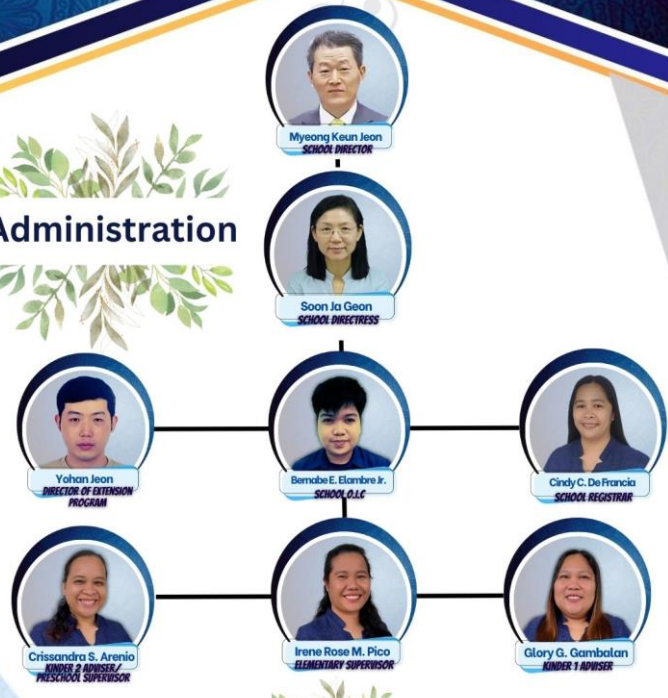 Myeong Keun Jeon
SCHOOL DIRECTOR
Administration
Soon Ja Geon
SCHOOL DIRECTRESS
Yohan Jeon
DIRECTOR OF EXTENSION
PROGRAM
Bernabe E. Elambre Jr.
SCHOOL O.I.C
Cindy C. De Francia
SCHOOL REGISTRAR
Crissandra S. Arenio
KINDER 2 ADVISER/
PRESCHOOL SUPERVISOR
Irene Rose M. Pico
ELEMENTARY SUPERVISOR
Glory G. Gambalan
KINDER 1 ADVISER